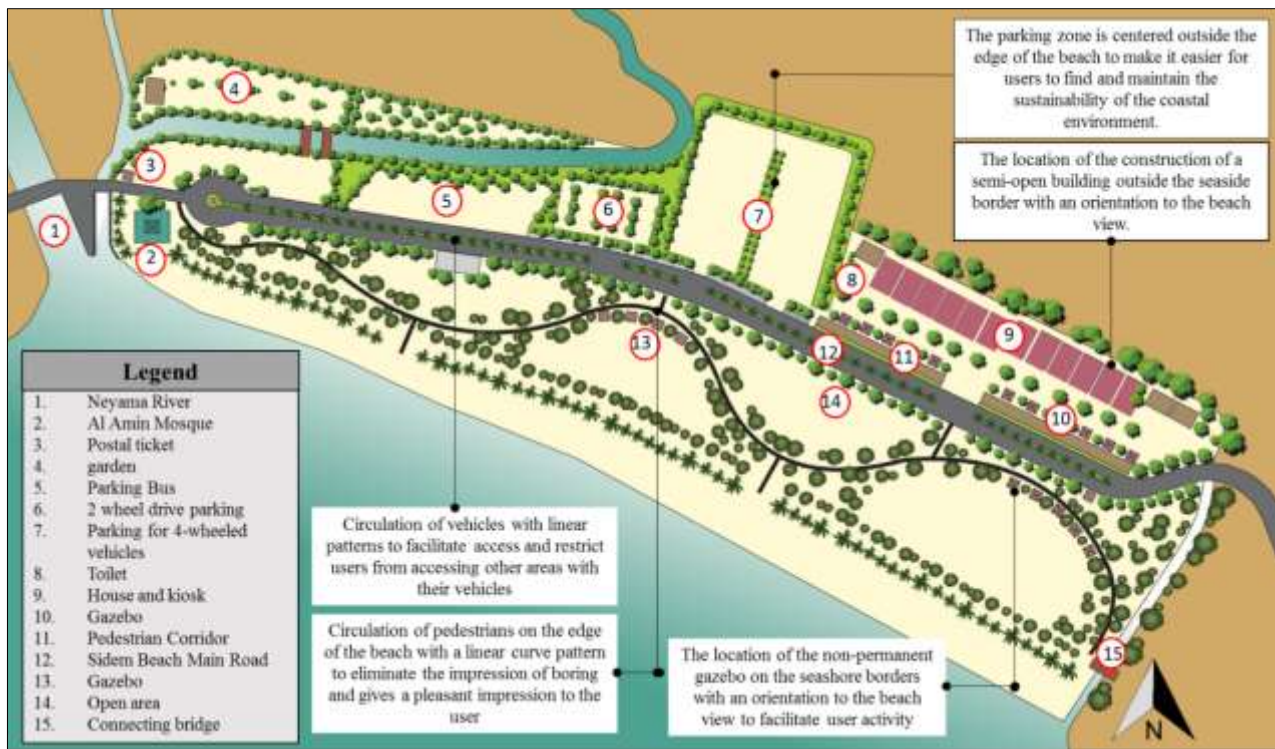 The parking zone is centered outside
the edge of the beach to make it easier for
users to find and maintain the
sustainability of the coastal
environment.
The location of the construction of a
semi-open building outside the seaside
border with an orientation to the beach
view.
4
3
5
6
7
1
2
8
9
13
12
11
14
10
15
Legend
1. Neyama River
2. Al Amin Mosque
3. Postal ticket
4. garden
5. Parking Bus
6. 2 wheel drive parking
7. Parking for 4-wheeled
vehicles
8. Toilet
9. House and kiosk
10. Gazebo
11. Pedestrian Corridor
12. Sidem Beach Main Road
13. Gazebo
14. Open area
15. Connecting bridge
Circulation of vehicles with linear
patterns to facilitate access and restrict
users from accessing other areas with
their vehicles
Circulation of pedestrians on the edge
of the beach with a linear curve pattern
to eliminate the impression of boring
and gives a pleasant impression to the
user
The location of the non-permanent
gazebo on the seashore borders
with an orientation to the beach
view to facilitate user activity
N